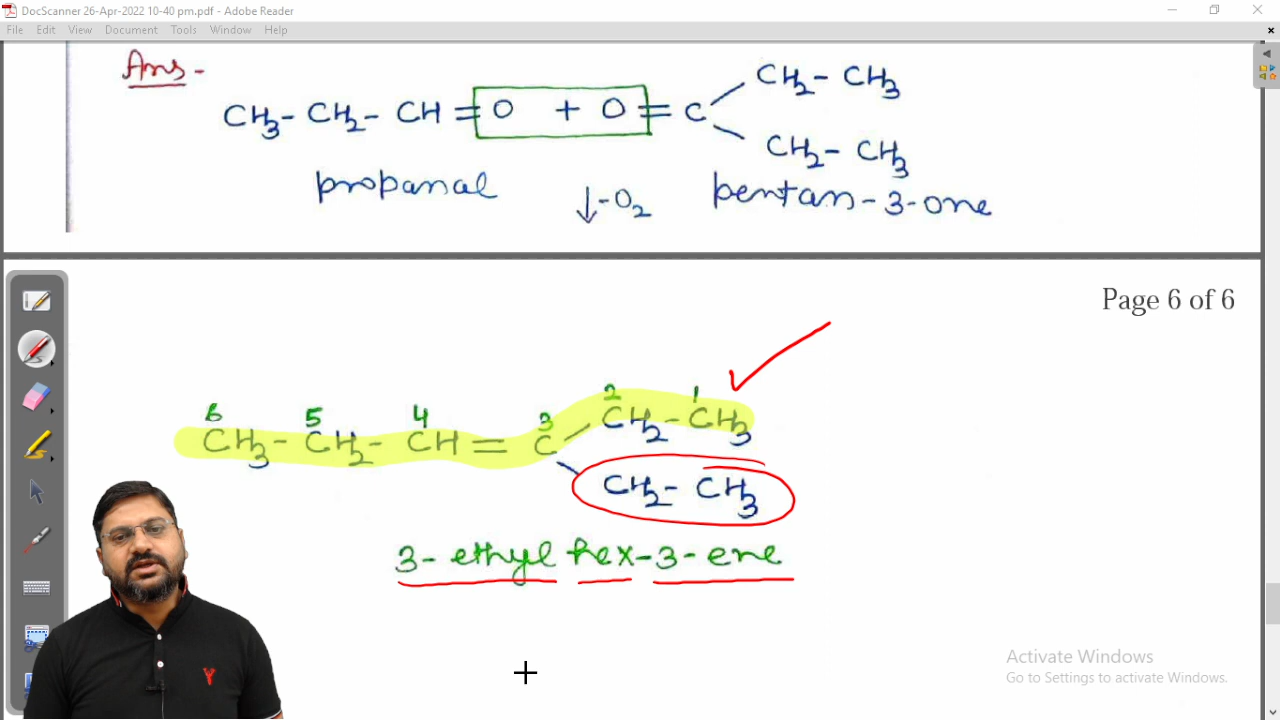 DocScanner 26-Apr-2022 10-40 pm.pdf - Adobe Reader
File Edit View Document Tools Window Help
Ans -
CH₂ - CH₃
CH₃ - CH₂ - CH = O + O = C
CH₂ - CH₃
propanal ↓ -O₂ pentan-3-one
Page 6 of 6
6 5 4 3 2 1
CH₂ - CH₃
CH₃ - CH₂ - CH = C
CH₂ - CH₃
3-ethyl hex-3-ene
Activate Windows
Go to Settings to activate Windows.